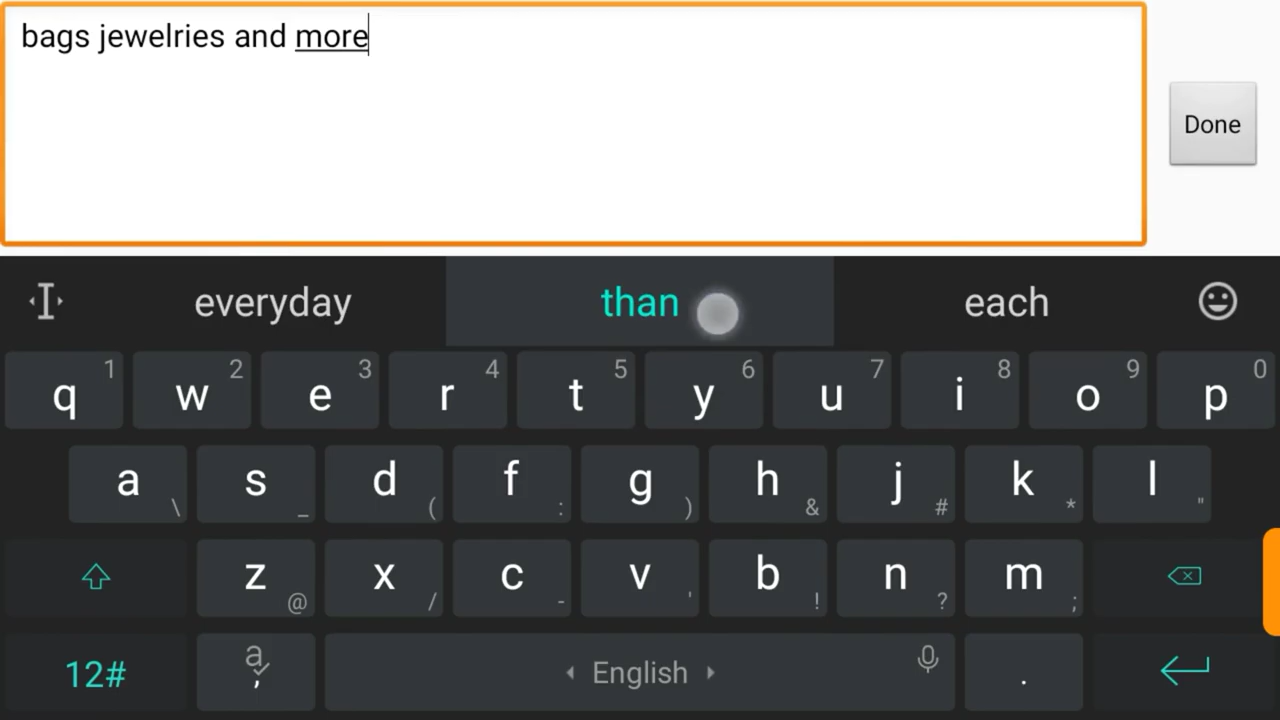 bags jewelries and more
Done
everyday than each
q 1 w 2 e 3 r 4 t 5 y 6 u 7 i 8 o 9 p 0
a \ s _ d ( f : g ) h & j # k * l "
z @ x / c - v ' b ! n ? m ;
12# a , English .